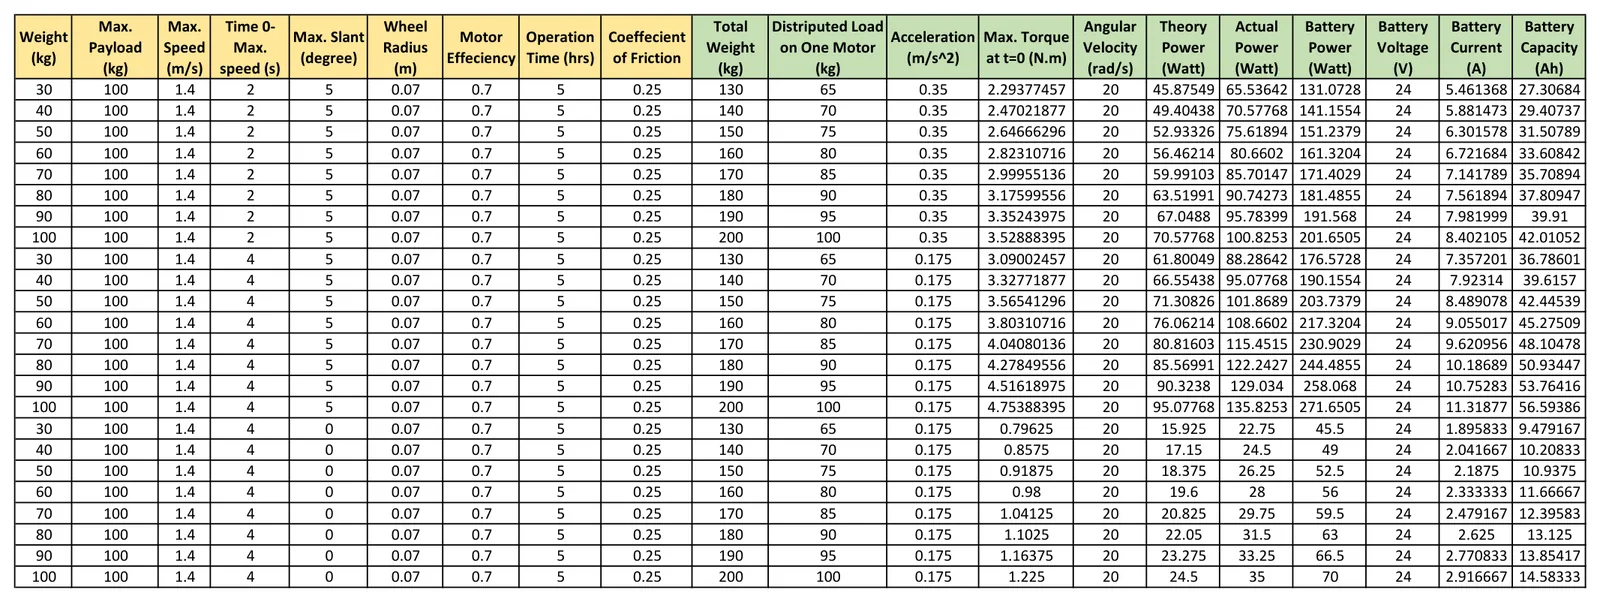 Weight (kg) | Max. Payload (kg) | Max. Speed (m/s) | Time 0- Max. speed (s) | Max. Slant (degree) | Wheel Radius (m) | Motor Effeciency | Operation Time (hrs) | Coeffecient of Friction | Total Weight (kg) | Distriputed Load on One Motor (kg) | Acceleration (m/s^2) | Max. Torque at t=0 (N.m) | Angular Velocity (rad/s) | Theory Power (Watt) | Actual Power (Watt) | Battery Power (Watt) | Battery Voltage (V) | Battery Current (A) | Battery Capacity (Ah)
30 | 100 | 1.4 | 2 | 5 | 0.07 | 0.7 | 5 | 0.25 | 130 | 65 | 0.35 | 2.29377457 | 20 | 45.87549 | 65.53642 | 131.0728 | 24 | 5.461368 | 27.30684
40 | 100 | 1.4 | 2 | 5 | 0.07 | 0.7 | 5 | 0.25 | 140 | 70 | 0.35 | 2.47021877 | 20 | 49.40438 | 70.57768 | 141.1554 | 24 | 5.881473 | 29.40737
50 | 100 | 1.4 | 2 | 5 | 0.07 | 0.7 | 5 | 0.25 | 150 | 75 | 0.35 | 2.64666296 | 20 | 52.93326 | 75.61894 | 151.2379 | 24 | 6.301578 | 31.50789
60 | 100 | 1.4 | 2 | 5 | 0.07 | 0.7 | 5 | 0.25 | 160 | 80 | 0.35 | 2.82310716 | 20 | 56.46214 | 80.6602 | 161.3204 | 24 | 6.721684 | 33.60842
70 | 100 | 1.4 | 2 | 5 | 0.07 | 0.7 | 5 | 0.25 | 170 | 85 | 0.35 | 2.99955136 | 20 | 59.99103 | 85.70147 | 171.4029 | 24 | 7.141789 | 35.70894
80 | 100 | 1.4 | 2 | 5 | 0.07 | 0.7 | 5 | 0.25 | 180 | 90 | 0.35 | 3.17599556 | 20 | 63.51991 | 90.74273 | 181.4855 | 24 | 7.561894 | 37.80947
90 | 100 | 1.4 | 2 | 5 | 0.07 | 0.7 | 5 | 0.25 | 190 | 95 | 0.35 | 3.35243975 | 20 | 67.0488 | 95.78399 | 191.568 | 24 | 7.981999 | 39.91
100 | 100 | 1.4 | 2 | 5 | 0.07 | 0.7 | 5 | 0.25 | 200 | 100 | 0.35 | 3.52888395 | 20 | 70.57768 | 100.8253 | 201.6505 | 24 | 8.402105 | 42.01052
30 | 100 | 1.4 | 4 | 5 | 0.07 | 0.7 | 5 | 0.25 | 130 | 65 | 0.175 | 3.09002457 | 20 | 61.80049 | 88.28642 | 176.5728 | 24 | 7.357201 | 36.78601
40 | 100 | 1.4 | 4 | 5 | 0.07 | 0.7 | 5 | 0.25 | 140 | 70 | 0.175 | 3.32771877 | 20 | 66.55438 | 95.07768 | 190.1554 | 24 | 7.92314 | 39.6157
50 | 100 | 1.4 | 4 | 5 | 0.07 | 0.7 | 5 | 0.25 | 150 | 75 | 0.175 | 3.56541296 | 20 | 71.30826 | 101.8689 | 203.7379 | 24 | 8.489078 | 42.44539
60 | 100 | 1.4 | 4 | 5 | 0.07 | 0.7 | 5 | 0.25 | 160 | 80 | 0.175 | 3.80310716 | 20 | 76.06214 | 108.6602 | 217.3204 | 24 | 9.055017 | 45.27509
70 | 100 | 1.4 | 4 | 5 | 0.07 | 0.7 | 5 | 0.25 | 170 | 85 | 0.175 | 4.04080136 | 20 | 80.81603 | 115.4515 | 230.9029 | 24 | 9.620956 | 48.10478
80 | 100 | 1.4 | 4 | 5 | 0.07 | 0.7 | 5 | 0.25 | 180 | 90 | 0.175 | 4.27849556 | 20 | 85.56991 | 122.2427 | 244.4855 | 24 | 10.18689 | 50.93447
90 | 100 | 1.4 | 4 | 5 | 0.07 | 0.7 | 5 | 0.25 | 190 | 95 | 0.175 | 4.51618975 | 20 | 90.3238 | 129.034 | 258.068 | 24 | 10.75283 | 53.76416
100 | 100 | 1.4 | 4 | 5 | 0.07 | 0.7 | 5 | 0.25 | 200 | 100 | 0.175 | 4.75388395 | 20 | 95.07768 | 135.8253 | 271.6505 | 24 | 11.31877 | 56.59386
30 | 100 | 1.4 | 4 | 0 | 0.07 | 0.7 | 5 | 0.25 | 130 | 65 | 0.175 | 0.79625 | 20 | 15.925 | 22.75 | 45.5 | 24 | 1.895833 | 9.479167
40 | 100 | 1.4 | 4 | 0 | 0.07 | 0.7 | 5 | 0.25 | 140 | 70 | 0.175 | 0.8575 | 20 | 17.15 | 24.5 | 49 | 24 | 2.041667 | 10.20833
50 | 100 | 1.4 | 4 | 0 | 0.07 | 0.7 | 5 | 0.25 | 150 | 75 | 0.175 | 0.91875 | 20 | 18.375 | 26.25 | 52.5 | 24 | 2.1875 | 10.9375
60 | 100 | 1.4 | 4 | 0 | 0.07 | 0.7 | 5 | 0.25 | 160 | 80 | 0.175 | 0.98 | 20 | 19.6 | 28 | 56 | 24 | 2.333333 | 11.66667
70 | 100 | 1.4 | 4 | 0 | 0.07 | 0.7 | 5 | 0.25 | 170 | 85 | 0.175 | 1.04125 | 20 | 20.825 | 29.75 | 59.5 | 24 | 2.479167 | 12.39583
80 | 100 | 1.4 | 4 | 0 | 0.07 | 0.7 | 5 | 0.25 | 180 | 90 | 0.175 | 1.1025 | 20 | 22.05 | 31.5 | 63 | 24 | 2.625 | 13.125
90 | 100 | 1.4 | 4 | 0 | 0.07 | 0.7 | 5 | 0.25 | 190 | 95 | 0.175 | 1.16375 | 20 | 23.275 | 33.25 | 66.5 | 24 | 2.770833 | 13.85417
100 | 100 | 1.4 | 4 | 0 | 0.07 | 0.7 | 5 | 0.25 | 200 | 100 | 0.175 | 1.225 | 20 | 24.5 | 35 | 70 | 24 | 2.916667 | 14.58333